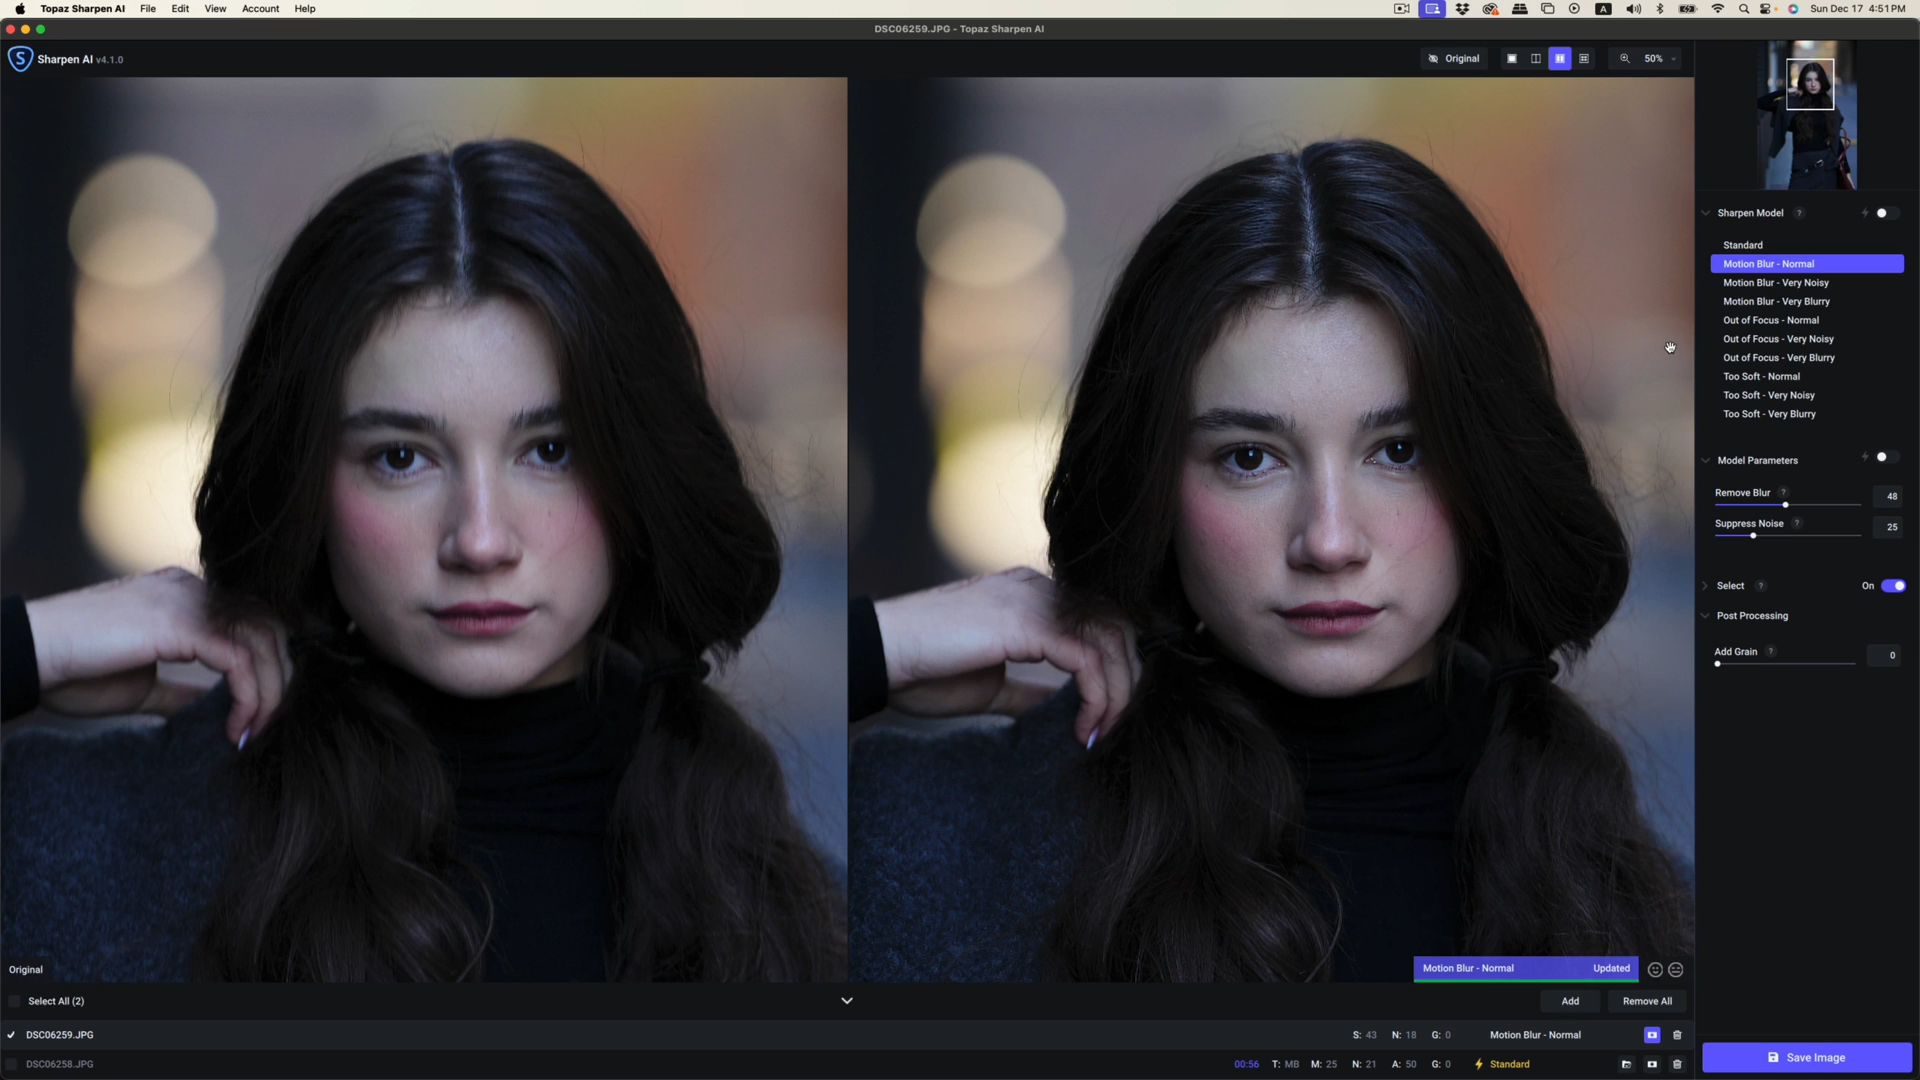 Topaz Sharpen AI File Edit View Account Help
A Sun Dec 17 4:51 PM
DSC06259.JPG - Topaz Sharpen AI
S Sharpen AI v4.1.0
Original
50%
Sharpen Model ?
Standard
Motion Blur - Normal
Motion Blur - Very Noisy
Motion Blur - Very Blurry
Out of Focus - Normal
Out of Focus - Very Noisy
Out of Focus - Very Blurry
Too Soft - Normal
Too Soft - Very Noisy
Too Soft - Very Blurry
Model Parameters
Remove Blur ? 48
Suppress Noise ? 25
Select ? On
Post Processing
Add Grain ? 0
Original
Motion Blur - Normal Updated
Select All (2)
Add Remove All
DSC06259.JPG S: 43 N: 18 G: 0 Motion Blur - Normal
DSC06258.JPG 00:56 T: MB M: 25 N: 21 A: 50 G: 0 Standard
Save Image